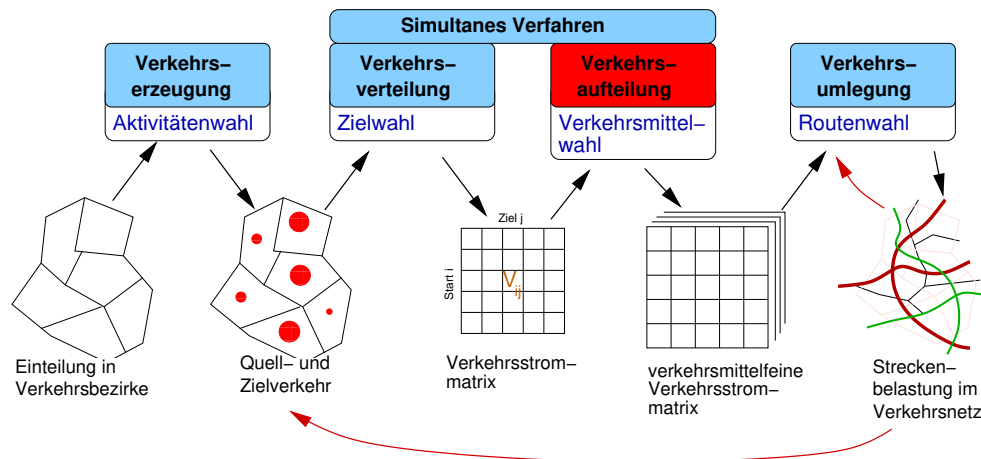 Simultanes Verfahren
Verkehrs–
erzeugung
Aktivitätenwahl
Verkehrs–
verteilung
Zielwahl
Verkehrs–
aufteilung
Verkehrsmittel–
wahl
Verkehrs–
umlegung
Routenwahl
Ziel j
Start i
V_ij
Einteilung in
Verkehrsbezirke
Quell– und
Zielverkehr
Verkehrsstrom–
matrix
verkehrsmittelfeine
Verkehrsstrom–
matrix
Strecken–
belastung im
Verkehrsnetz